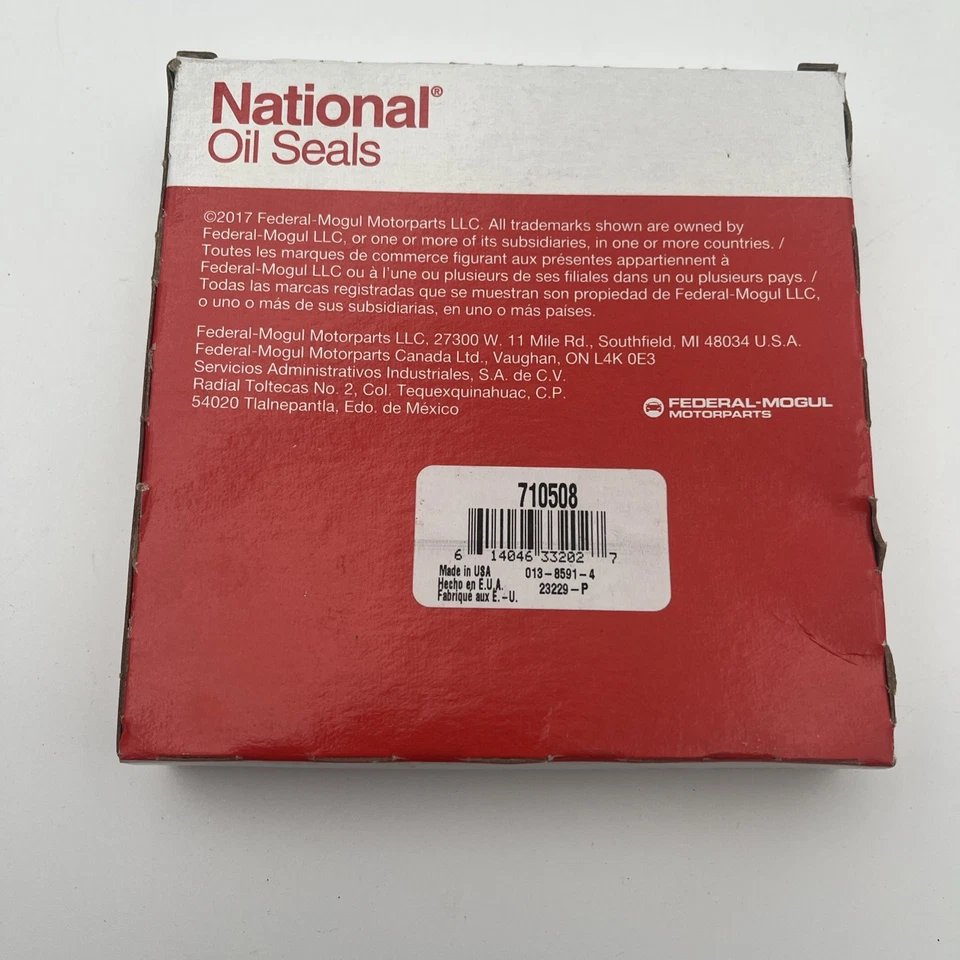 National®
Oil Seals
©2017 Federal-Mogul Motorparts LLC. All trademarks shown are owned by
Federal-Mogul LLC, or one or more of its subsidiaries, in one or more countries. /
Toutes les marques de commerce figurant aux présentes appartiennent à
Federal-Mogul LLC ou à l'une ou plusieurs de ses filiales dans un ou plusieurs pays. /
Todas las marcas registradas que se muestran son propiedad de Federal-Mogul LLC,
o uno o más de sus subsidiarias, en uno o más países.
Federal-Mogul Motorparts LLC, 27300 W. 11 Mile Rd., Southfield, MI 48034 U.S.A.
Federal-Mogul Motorparts Canada Ltd., Vaughan, ON L4K 0E3
Servicios Administrativos Industriales, S.A. de C.V.
Radial Toltecas No. 2, Col. Tequexquinahuac, C.P.
54020 Tlalnepantla, Edo. de México
FEDERAL-MOGUL
MOTORPARTS
710508
6 14046 33202 7
Made in USA 013-8591-4
Hecho en E.U.A. 23229-P
Fabriqué aux É.-U.